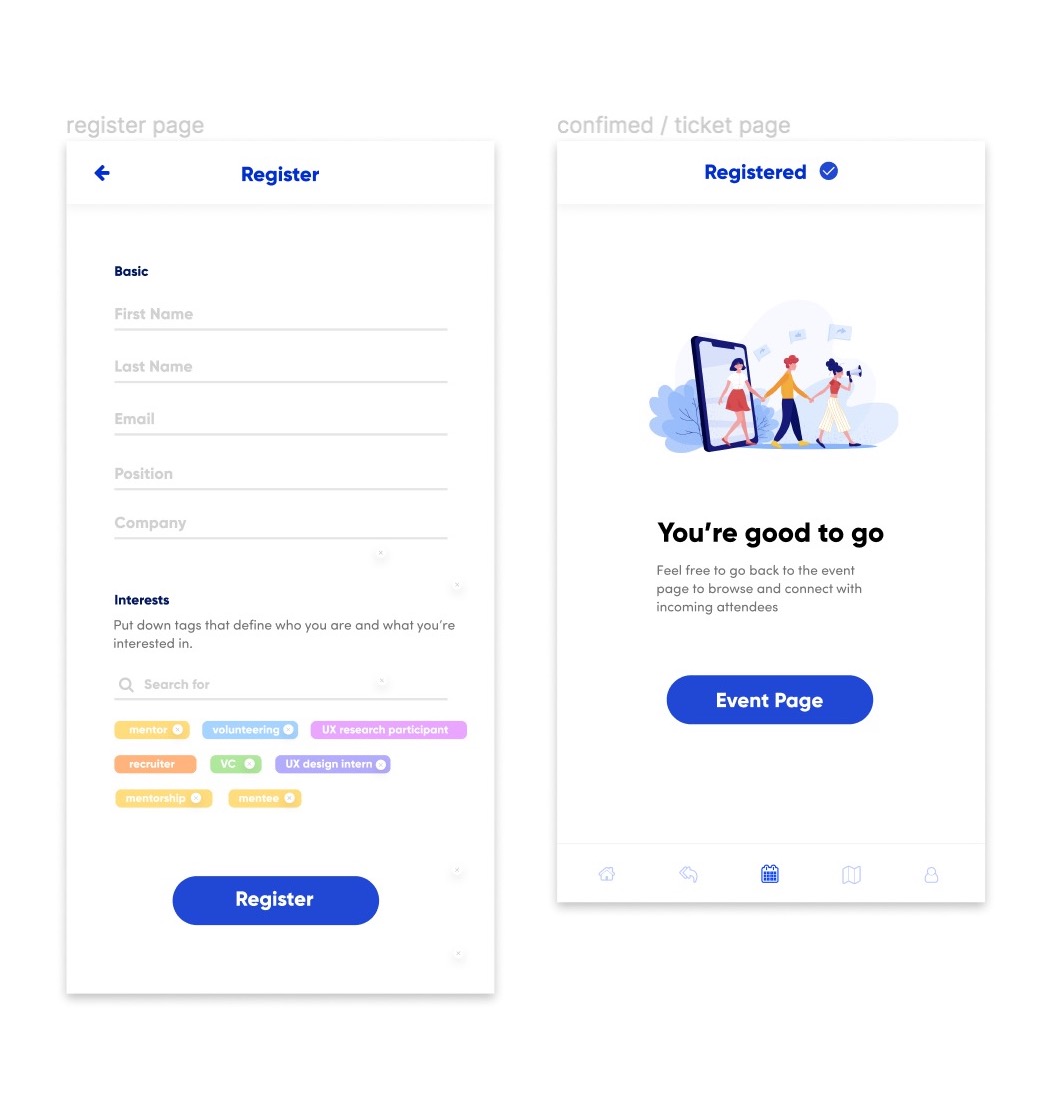 register page
Register
Basic
First Name
Last Name
Email
Position
Company
Interests
Put down tags that define who you are and what you're
interested in.
Search for
mentor volunteering UX research participant
recruiter VC UX design intern
mentorship mentee
Register
confimed / ticket page
Registered
You're good to go
Feel free to go back to the event
page to browse and connect with
incoming attendees
Event Page